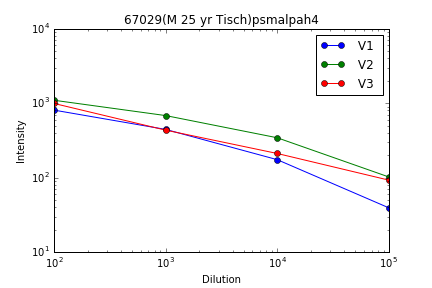 67029(M 25 yr Tisch)psmalpah4
10^4
V1
V2
V3
10^3
Intensity
10^2
10^1
10^2 10^3 10^4 10^5
Dilution